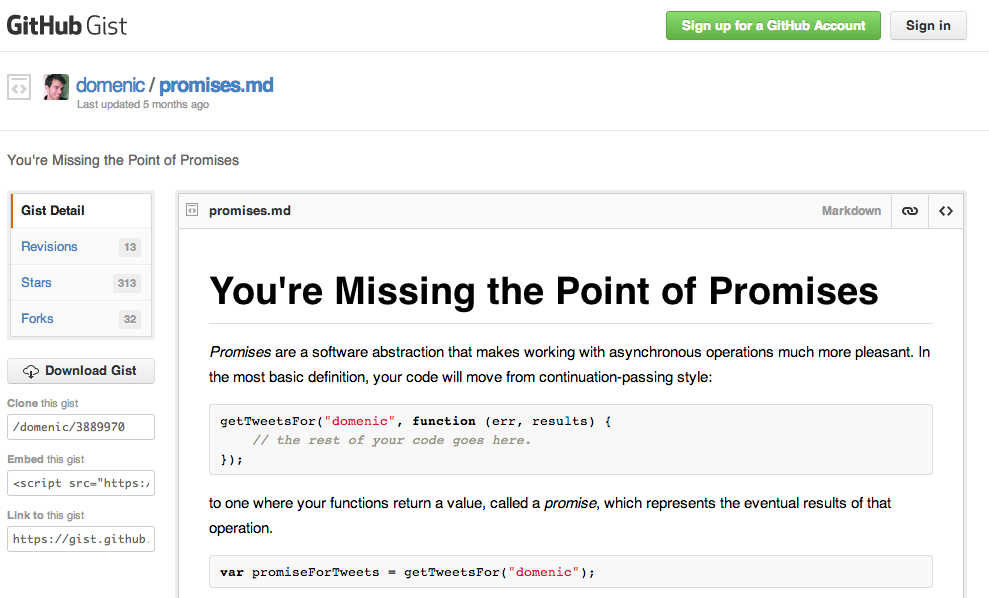 GitHub Gist
Sign up for a GitHub Account
Sign in
domenic / promises.md
Last updated 5 months ago
You're Missing the Point of Promises
Gist Detail
Revisions 13
Stars 313
Forks 32
Download Gist
Clone this gist
/domenic/3889970
Embed this gist
<script src="https:/
Link to this gist
https://gist.github.
promises.md
Markdown
You're Missing the Point of Promises
Promises are a software abstraction that makes working with asynchronous operations much more pleasant. In
the most basic definition, your code will move from continuation-passing style:
getTweetsFor("domenic", function (err, results) {
// the rest of your code goes here.
});
to one where your functions return a value, called a promise, which represents the eventual results of that
operation.
var promiseForTweets = getTweetsFor("domenic");